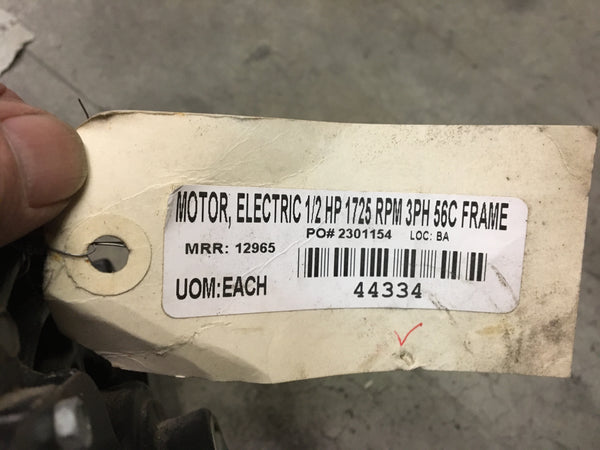 MOTOR, ELECTRIC 1/2 HP 1725 RPM 3PH 56C FRAME
PO# 2301154 LOC: BA
MRR: 12965
UOM:EACH
44334